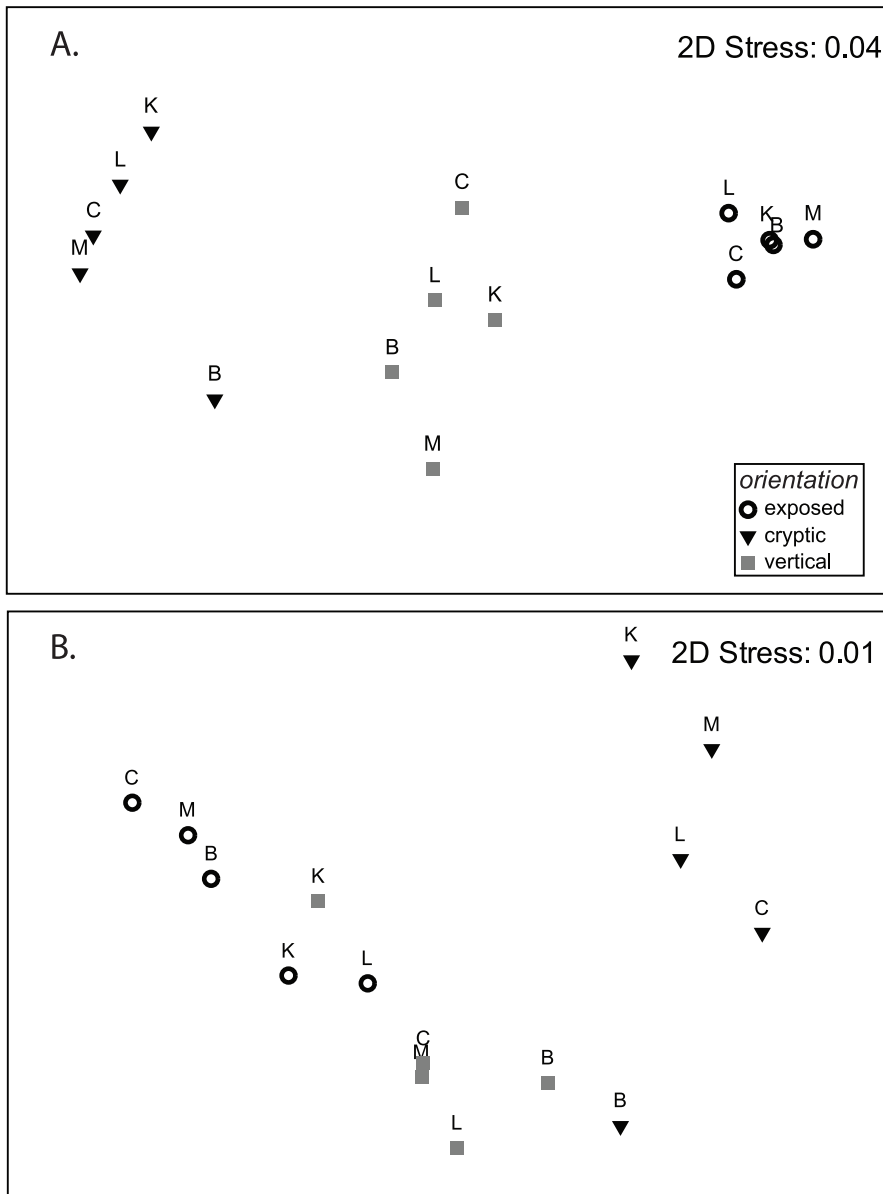 A.
2D Stress: 0.04
K
L
C
M
B
C
L
K
B
M
L
K
B
M
C
orientation
exposed
cryptic
vertical
B.
2D Stress: 0.01
K
M
L
C
B
C
M
B
K
L
K
C
M
B
L